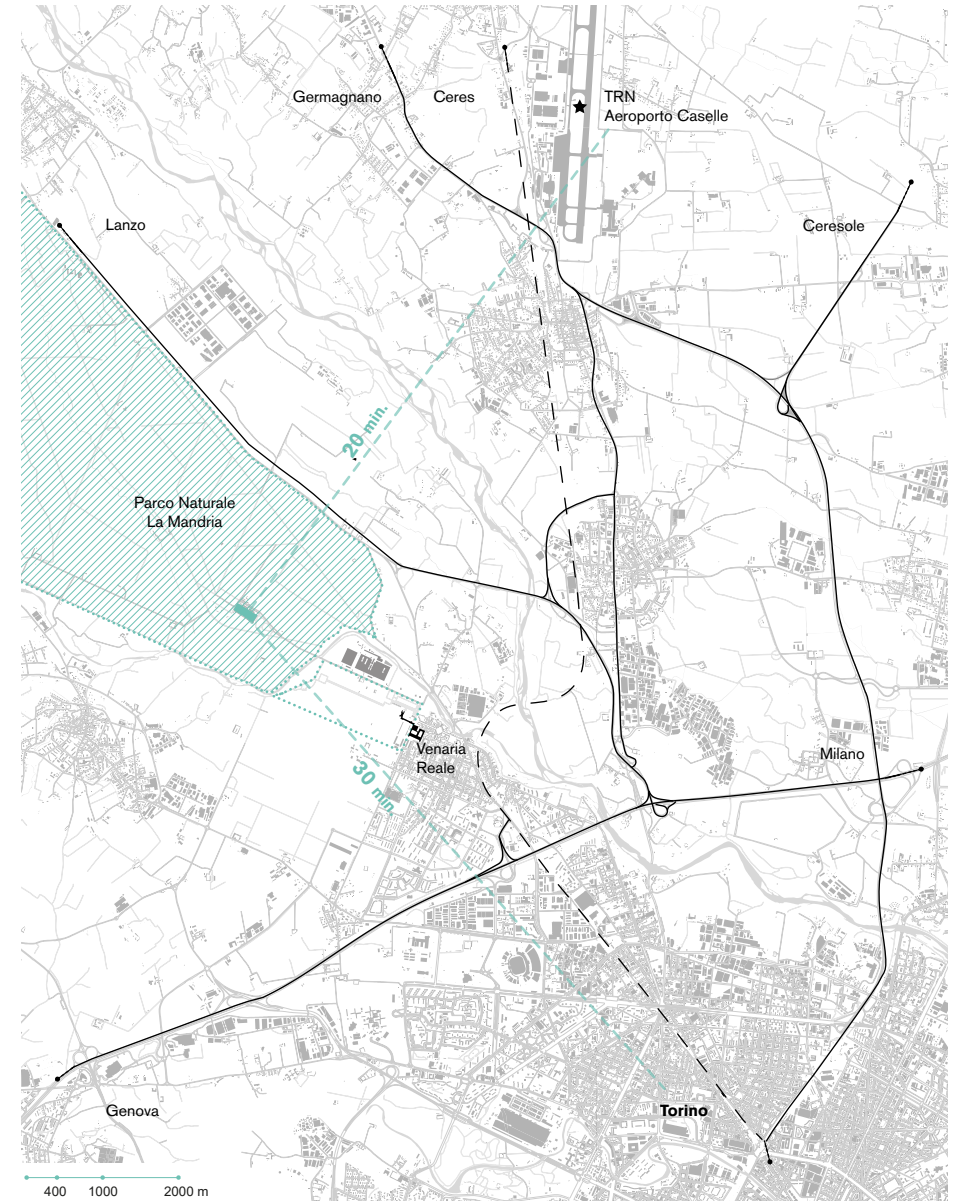 Germagnano
Ceres
TRN
Aeroporto Caselle
Lanzo
Ceresole
20 min.
Parco Naturale
La Mandria
Venaria
Reale
Milano
30 min.
Genova
Torino
400 1000 2000 m